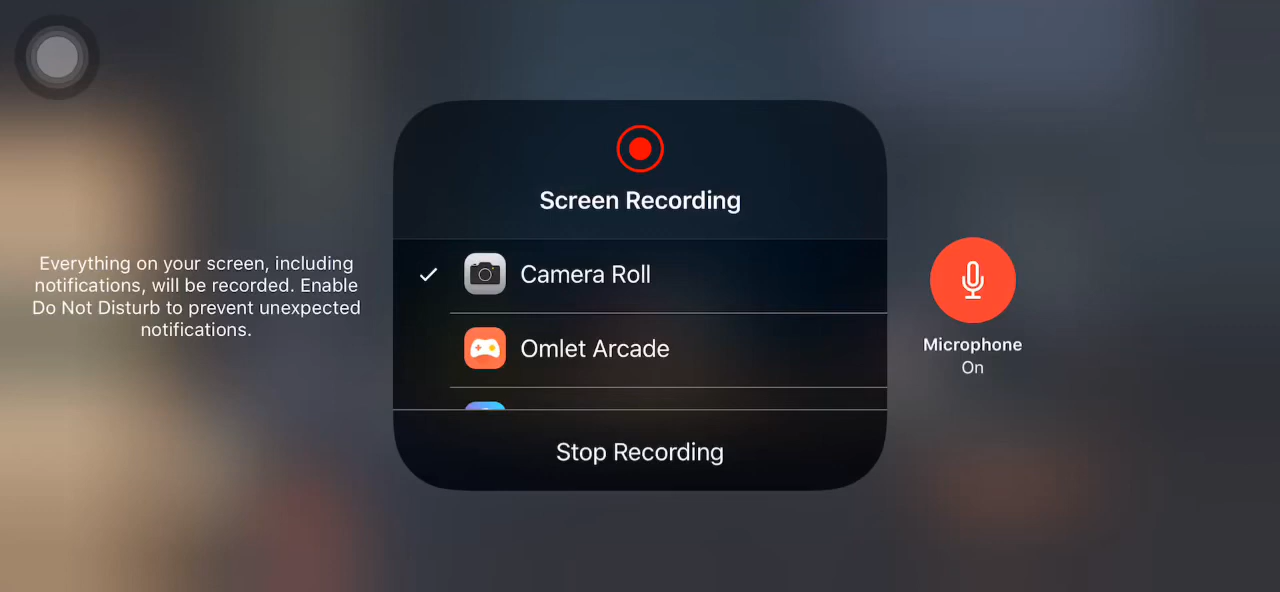 Screen Recording
Everything on your screen, including
notifications, will be recorded. Enable
Do Not Disturb to prevent unexpected
notifications.
Camera Roll
Omlet Arcade
Stop Recording
Microphone
On